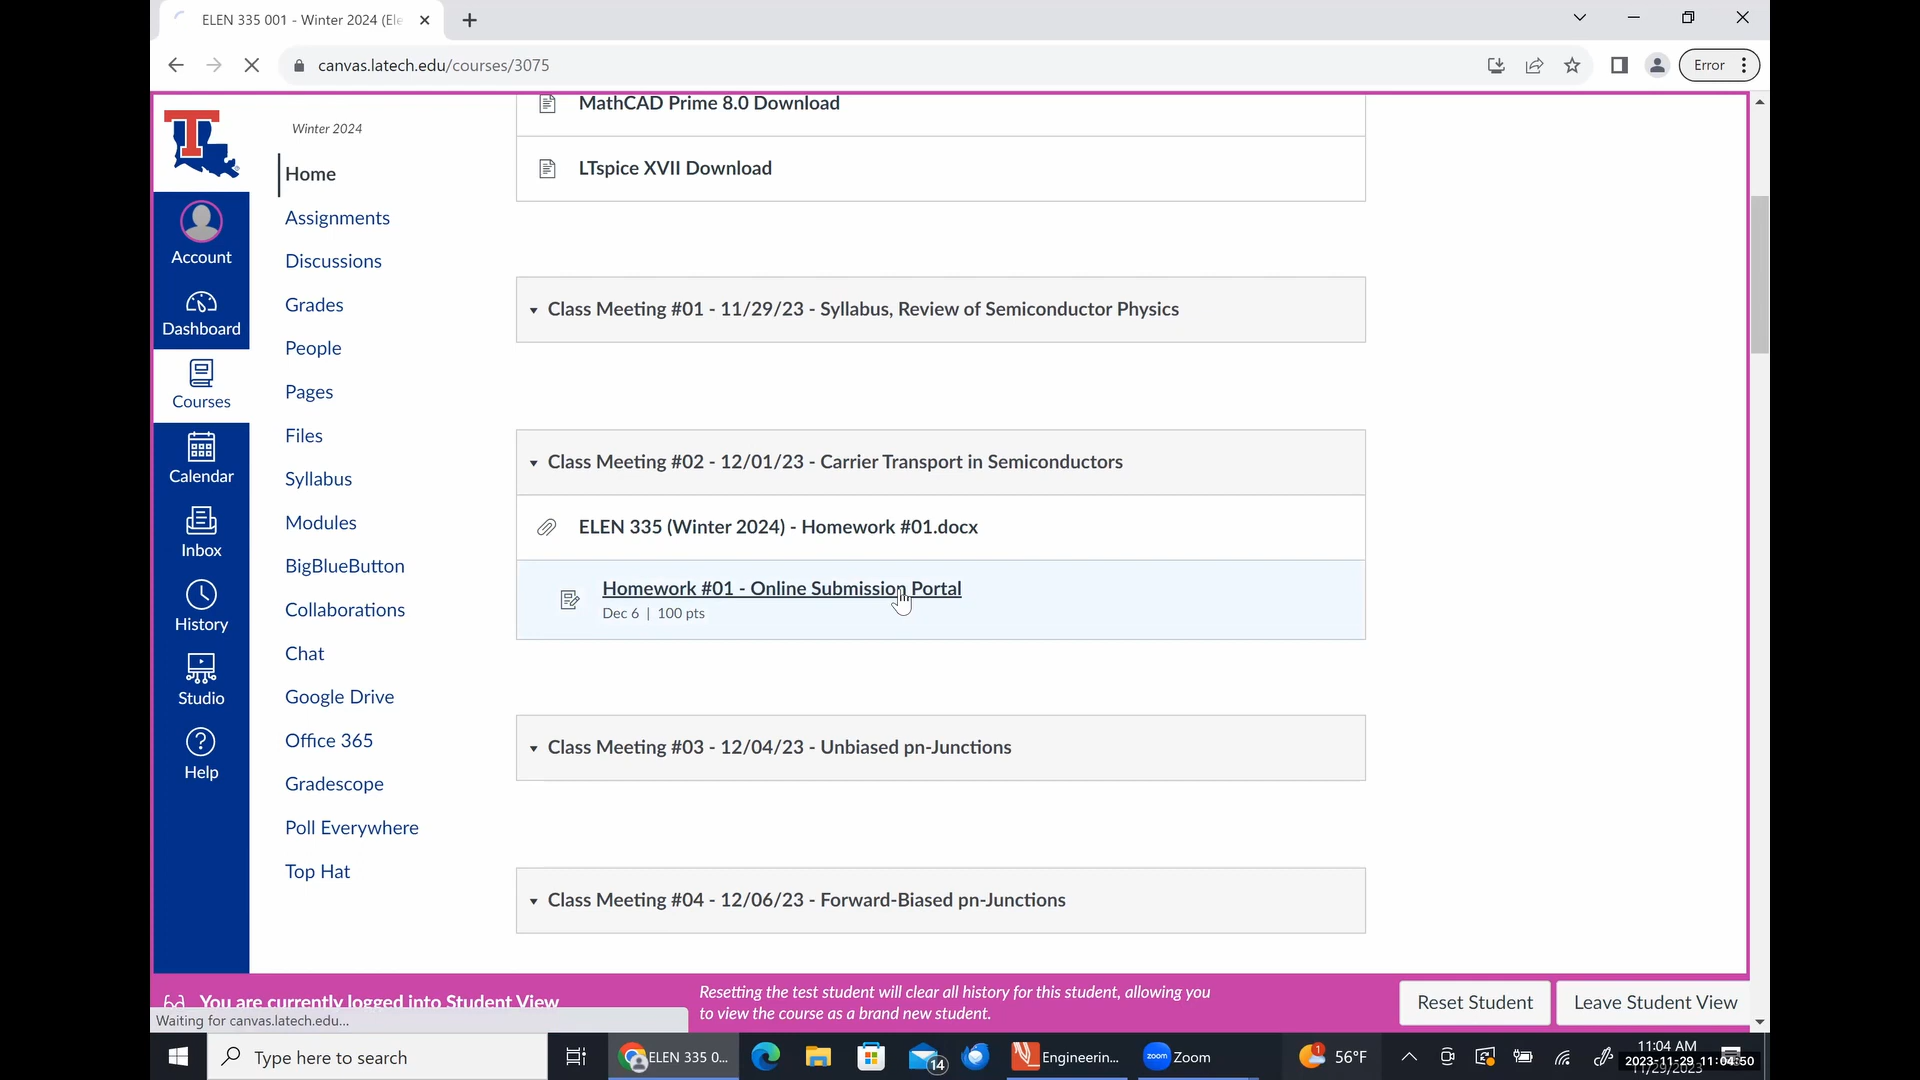 ELEN 335 001 - Winter 2024 (Ele
canvas.latech.edu/courses/3075
Error
Winter 2024
Home
Assignments
Discussions
Grades
People
Pages
Files
Syllabus
Modules
BigBlueButton
Collaborations
Chat
Google Drive
Office 365
Gradescope
Poll Everywhere
Top Hat
Account
Dashboard
Courses
Calendar
Inbox
History
Studio
Help
MathCAD Prime 8.0 Download
LTspice XVII Download
Class Meeting #01 - 11/29/23 - Syllabus, Review of Semiconductor Physics
Class Meeting #02 - 12/01/23 - Carrier Transport in Semiconductors
ELEN 335 (Winter 2024) - Homework #01.docx
Homework #01 - Online Submission Portal
Dec 6 | 100 pts
Class Meeting #03 - 12/04/23 - Unbiased pn-Junctions
Class Meeting #04 - 12/06/23 - Forward-Biased pn-Junctions
You are currently logged into Student View
Resetting the test student will clear all history for this student, allowing you
to view the course as a brand new student.
Reset Student
Leave Student View
Waiting for canvas.latech.edu...
Type here to search
ELEN 335 0...
14
Engineerin...
zoom
Zoom
1
56°F
11:04 AM
2023-11-29 11:04:50
11/29/2023